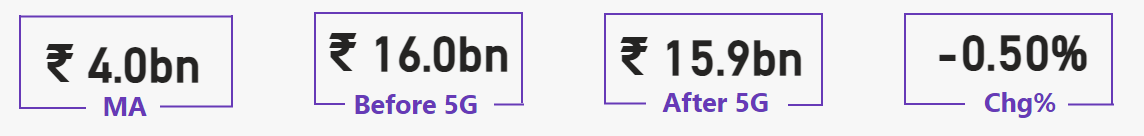 ₹ 4.0bn
MA
₹ 16.0bn
Before 5G
₹ 15.9bn
After 5G
-0.50%
Chg%